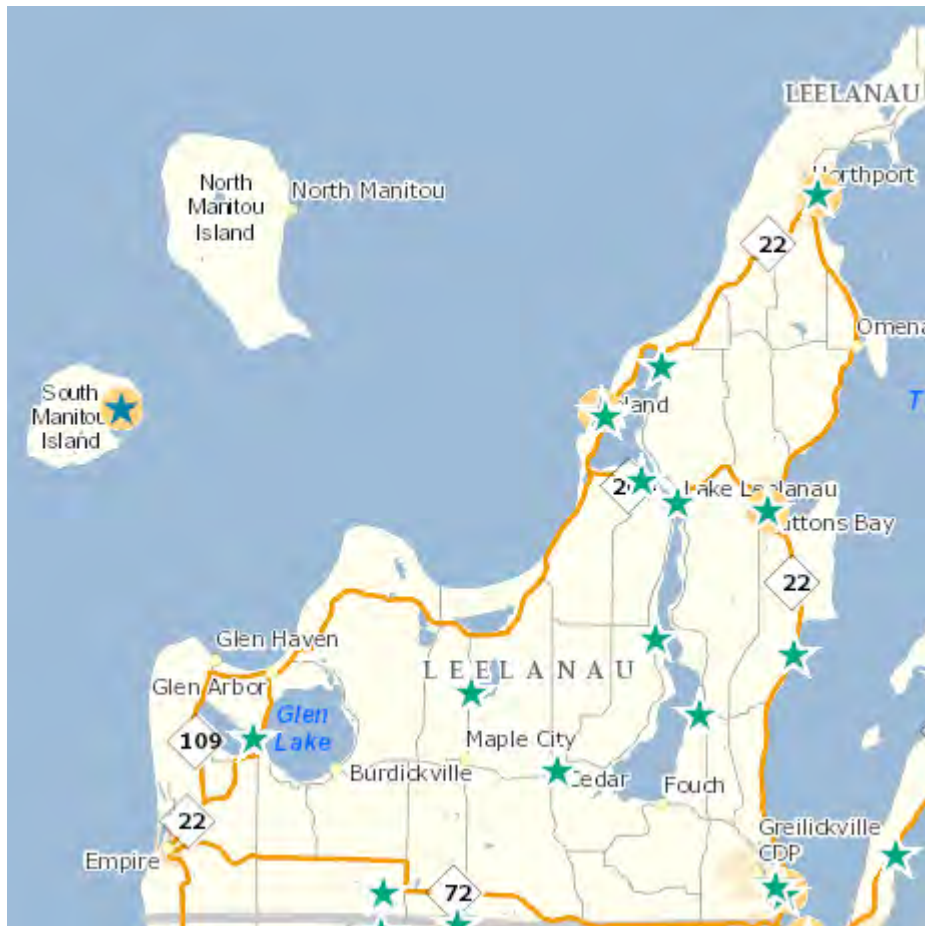 LEELANAU
Northport
North Manitou
North
Manitou
Island
22
Omena
South
Manitou
Island
Leland
T
Lake Leelanau
Suttons Bay
22
Glen Haven
LEELANAU
Glen Arbor
Glen
Lake
109
Maple City
Burdickville
Cedar
Fouch
22
Greilickville
CDP
Empire
72